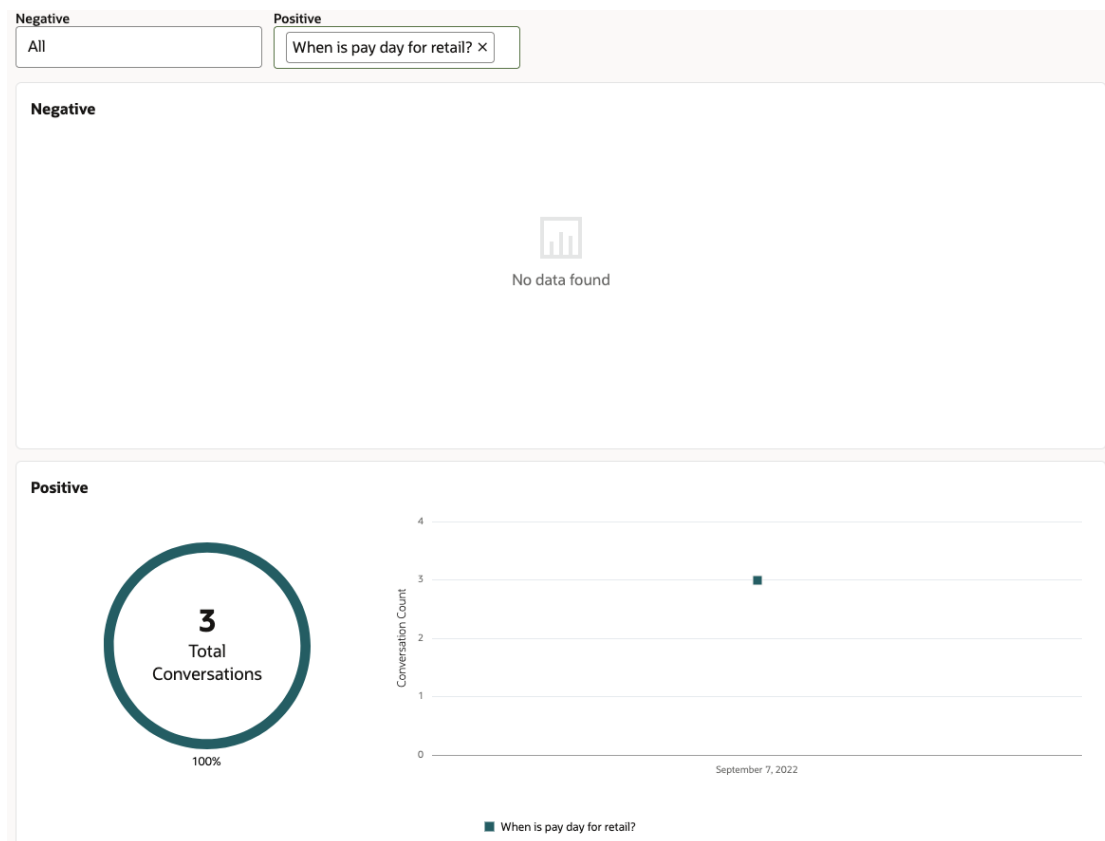 Negative
Positive
All
When is pay day for retail? ×
Negative
No data found
Positive
3
Total
Conversations
100%
Conversation Count
4
3
2
1
0
September 7, 2022
When is pay day for retail?